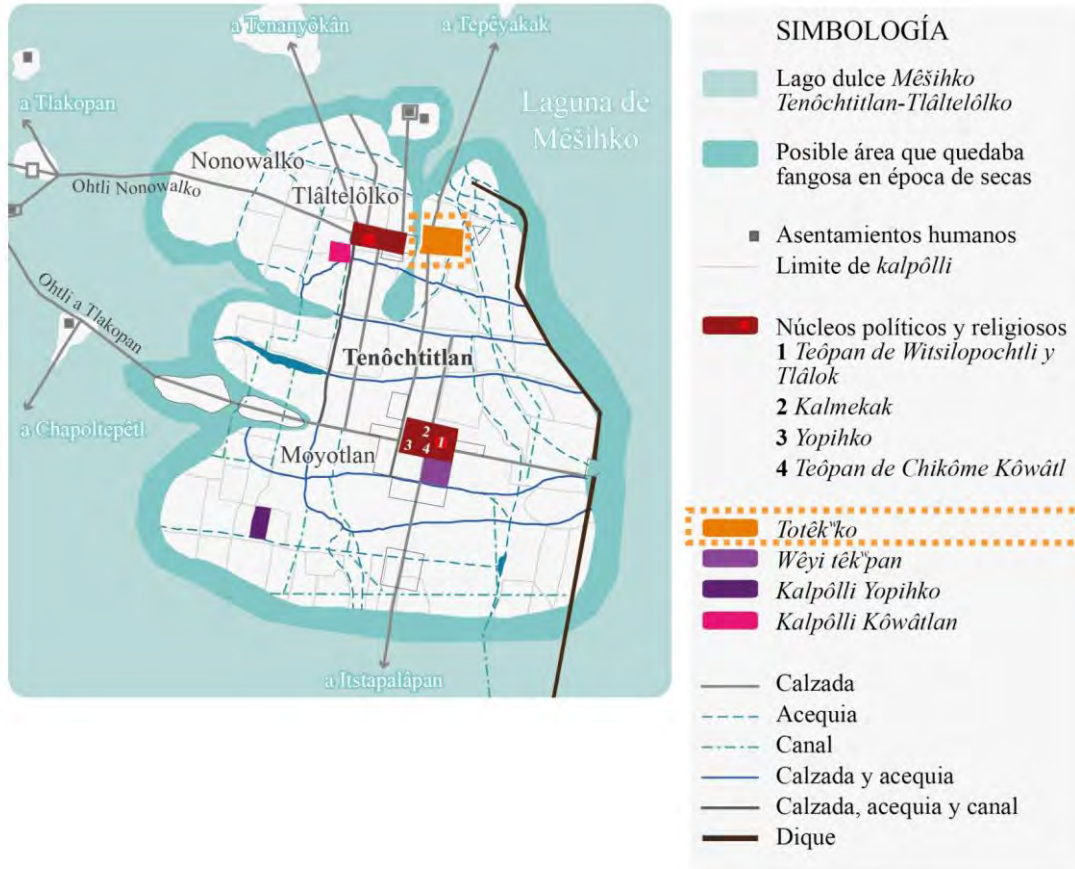 a Tenanyôkân
a Tepêyakak
a Tlakopan
Laguna de
Mêšihko
Nonowalko
Ohtli Nonowalko
Tlâltelôlko
Ohtli a Tlakopan
Tenôchtitlan
a Chapoltepêtl
Moyotlan
2
1
3
4
a Itstapalâpan
SIMBOLOGÍA
Lago dulce Mêšihko
Tenôchtitlan-Tlâltelôlko
Posible área que quedaba
fangosa en época de secas
Asentamientos humanos
Limite de kalpôlli
Núcleos políticos y religiosos
1 Teôpan de Witsilopochtli y
Tlâlok
2 Kalmekak
3 Yopihko
4 Teôpan de Chikôme Kôwâtl
Totêkʷko
Wêyi têkʷpan
Kalpôlli Yopihko
Kalpôlli Kôwâtlan
Calzada
Acequia
Canal
Calzada y acequia
Calzada, acequia y canal
Dique